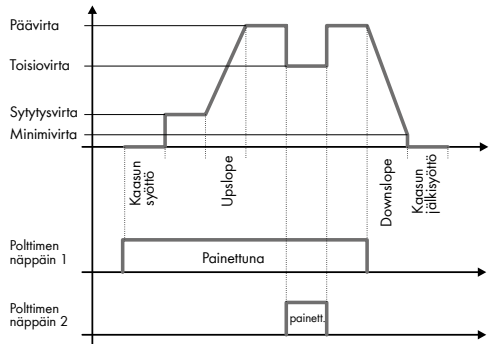 Päävirta
Toisiovirta
Sytytysvirta
Minimivirta
Kaasun
syöttö
Upslope
Downslope
Kaasun
jälkisyöttö
Polttimen
näppäin 1
Painettuna
Polttimen
näppäin 2
painett.